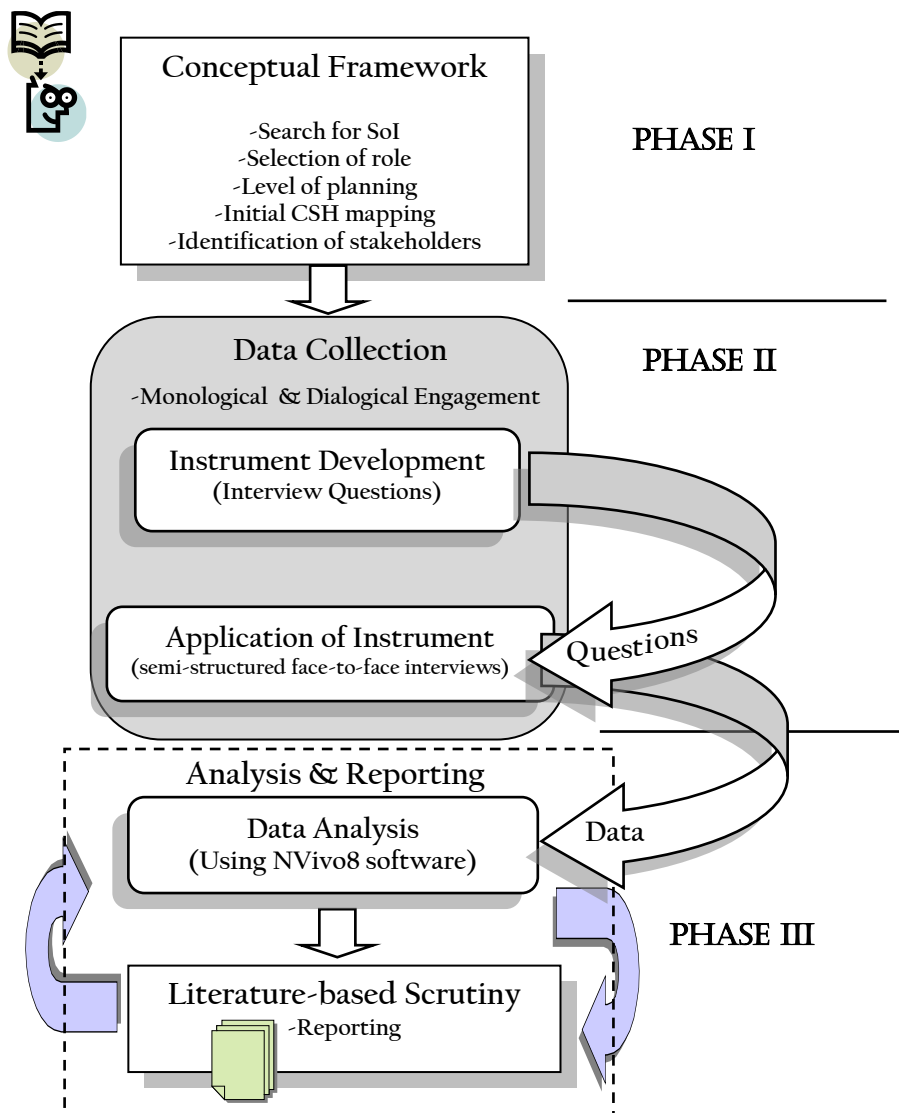 Conceptual Framework
-Search for SoI
-Selection of role
-Level of planning
-Initial CSH mapping
-Identification of stakeholders
PHASE I
Data Collection
-Monological & Dialogical Engagement
PHASE II
Instrument Development
(Interview Questions)
Application of Instrument
(semi-structured face-to-face interviews)
Questions
Analysis & Reporting
Data Analysis
(Using NVivo8 software)
Data
PHASE III
Literature-based Scrutiny
-Reporting